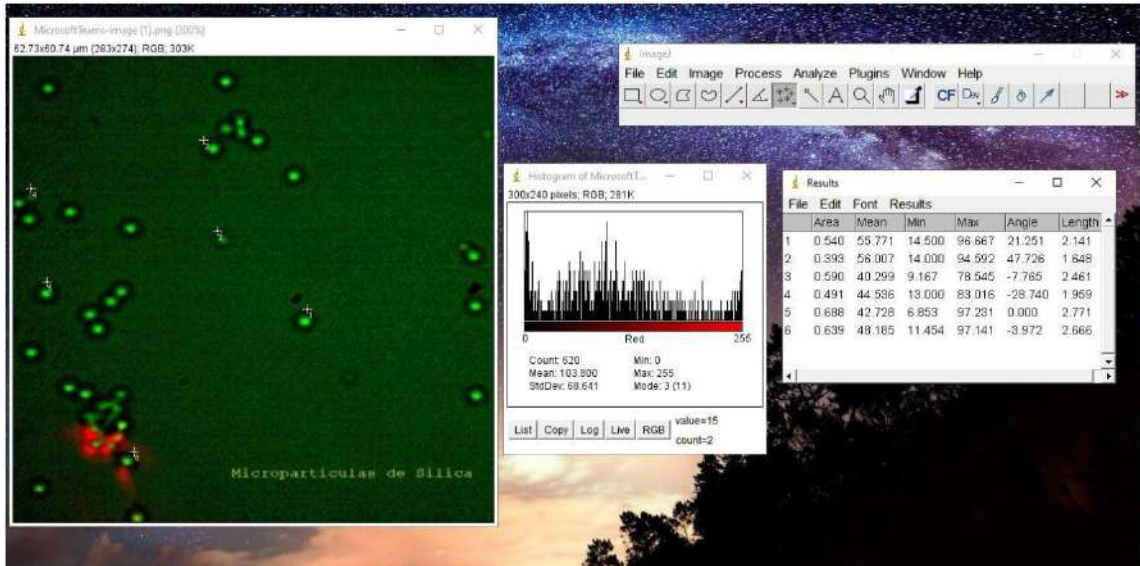 MicrosoftTeams-image (1).png (200%)
62.73x60.74 µm (283x274); RGB; 303K
Microparticulas de Silica
ImageJ
File Edit Image Process Analyze Plugins Window Help
CF Dev
Histogram of MicrosoftT...
300x240 pixels; RGB; 281K
0 Red 255
Count: 620 Min: 0
Mean: 103.800 Max: 255
StdDev: 68.641 Mode: 3 (11)
List Copy Log Live RGB value=15
count=2
Results
File Edit Font Results
Area Mean Min Max Angle Length
1 0.540 55.771 14.500 96.667 21.251 2.141
2 0.393 56.007 14.000 94.592 47.726 1.648
3 0.590 40.299 9.167 78.545 -7.765 2.461
4 0.491 44.536 13.000 83.016 -28.740 1.959
5 0.688 42.728 6.853 97.231 0.000 2.771
6 0.639 48.185 11.454 97.141 -3.972 2.666